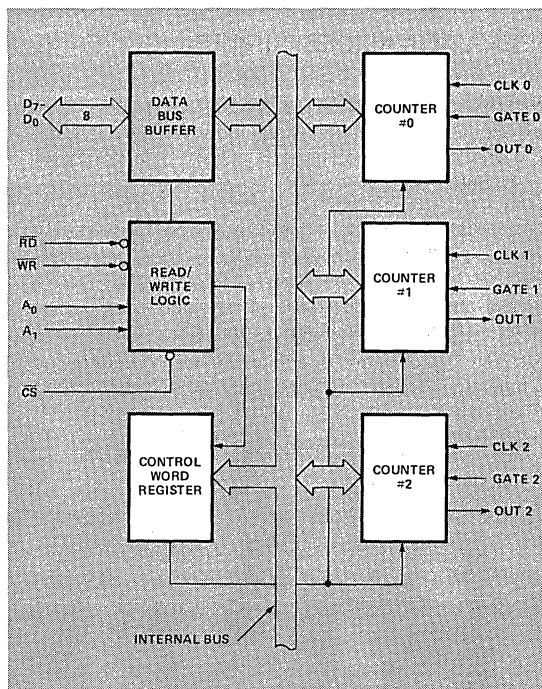 D7-
D0
8
DATA
BUS
BUFFER
RD
WR
A0
A1
CS
READ/
WRITE
LOGIC
CONTROL
WORD
REGISTER
INTERNAL BUS
COUNTER
#0
CLK 0
GATE 0
OUT 0
COUNTER
#1
CLK 1
GATE 1
OUT 1
COUNTER
#2
CLK 2
GATE 2
OUT 2